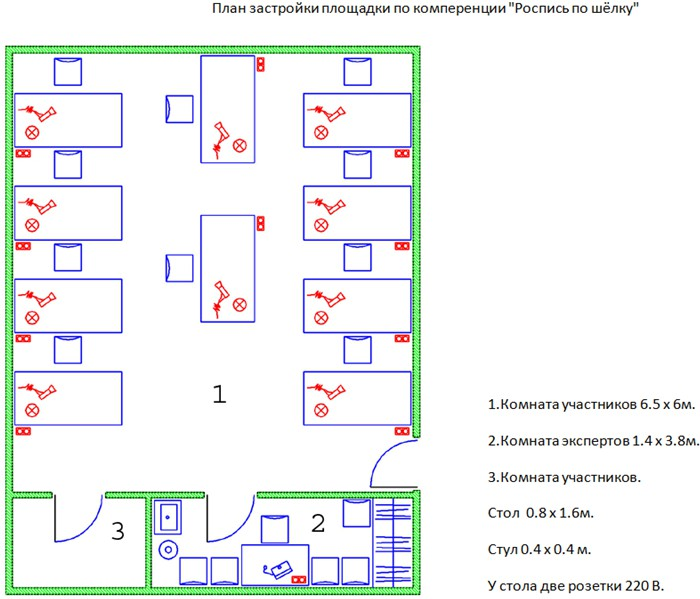 План застройки площадки по комперенции "Роспись по шёлку"
1
1.Комната участников 6.5 х 6м.
2.Комната экспертов 1.4 х 3.8м.
3.Комната участников.
Стол 0.8 х 1.6м.
Стул 0.4 х 0.4 м.
У стола две розетки 220 В.
3
2